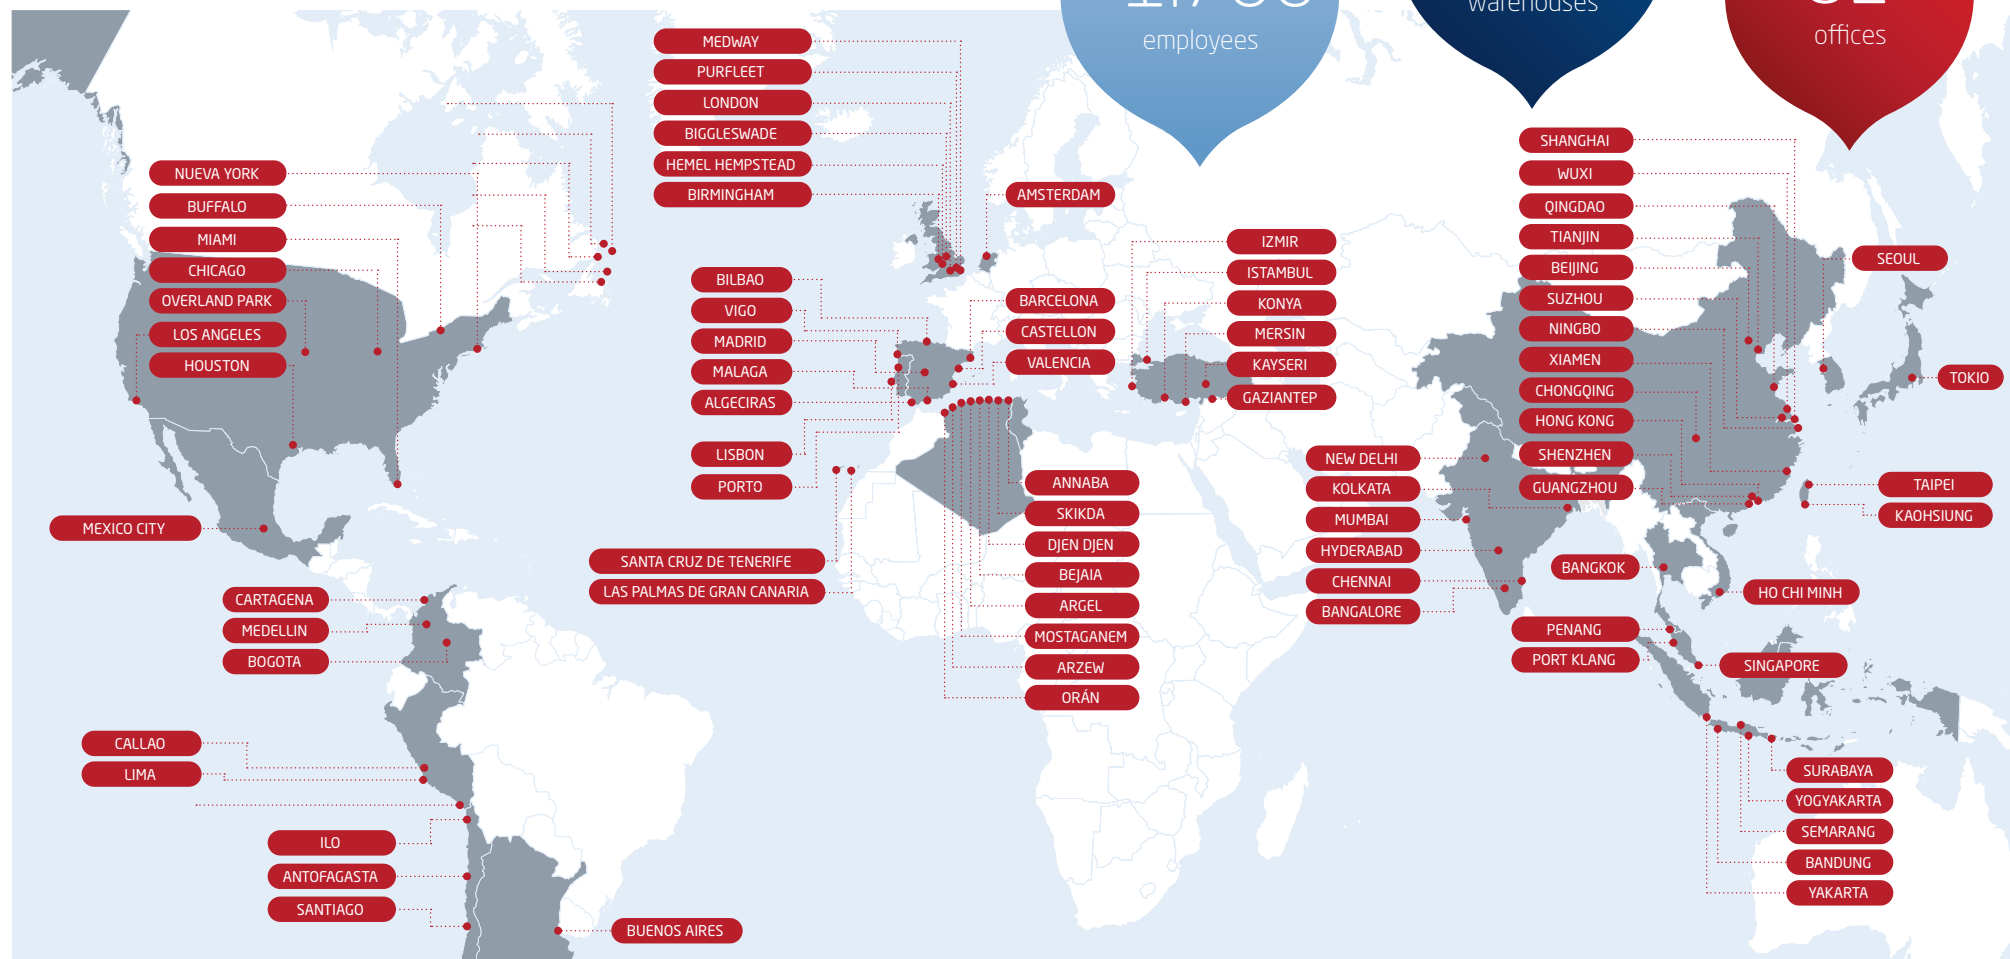 warehouses
employees
offices
MEDWAY
PURFLEET
LONDON
BIGGLESWADE
HEMEL HEMPSTEAD
BIRMINGHAM
AMSTERDAM
NUEVA YORK
BUFFALO
MIAMI
CHICAGO
OVERLAND PARK
LOS ANGELES
HOUSTON
MEXICO CITY
CARTAGENA
MEDELLIN
BOGOTA
CALLAO
LIMA
ILO
ANTOFAGASTA
SANTIAGO
BUENOS AIRES
BILBAO
VIGO
MADRID
MALAGA
ALGECIRAS
LISBON
PORTO
SANTA CRUZ DE TENERIFE
LAS PALMAS DE GRAN CANARIA
BARCELONA
CASTELLON
VALENCIA
IZMIR
ISTAMBUL
KONYA
MERSIN
KAYSERI
GAZIANTEP
ANNABA
SKIKDA
DJEN DJEN
BEJAIA
ARGEL
MOSTAGANEM
ARZEW
ORÁN
NEW DELHI
KOLKATA
MUMBAI
HYDERABAD
CHENNAI
BANGALORE
SHANGHAI
WUXI
QINGDAO
TIANJIN
BEIJING
SUZHOU
NINGBO
XIAMEN
CHONGQING
HONG KONG
SHENZHEN
GUANGZHOU
SEOUL
TOKIO
TAIPEI
KAOHSIUNG
BANGKOK
HO CHI MINH
PENANG
PORT KLANG
SINGAPORE
SURABAYA
YOGYAKARTA
SEMARANG
BANDUNG
YAKARTA